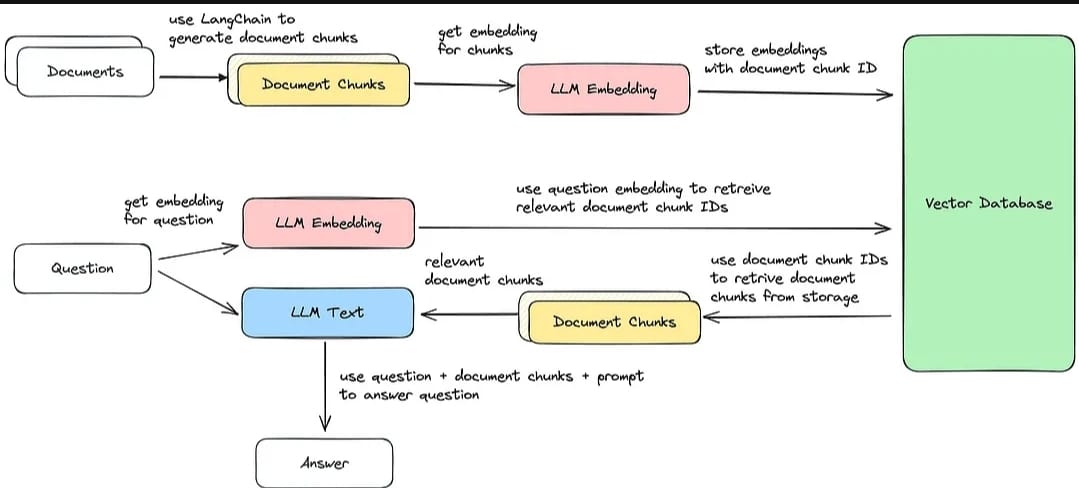 use LangChain to
generate document chunks
get embedding
for chunks
store embeddings
with document chunk ID
Documents
Document Chunks
LLM Embedding
Vector Database
get embedding
for question
LLM Embedding
use question embedding to retreive
relevant document chunk IDs
Question
relevant
document chunks
use document chunk IDs
to retrive document
chunks from storage
LLM Text
Document Chunks
use question + document chunks + prompt
to answer question
Answer